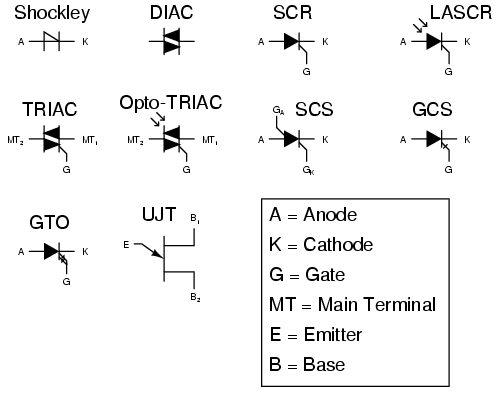 Shockley DIAC SCR LASCR
A K A K A K
G G
TRIAC Opto-TRIAC SCS GCS
MT2 MT1 MT2 MT1 GA A K A K
G G GK G
GTO UJT
A K E B1
G B2
A = Anode
K = Cathode
G = Gate
MT = Main Terminal
E = Emitter
B = Base